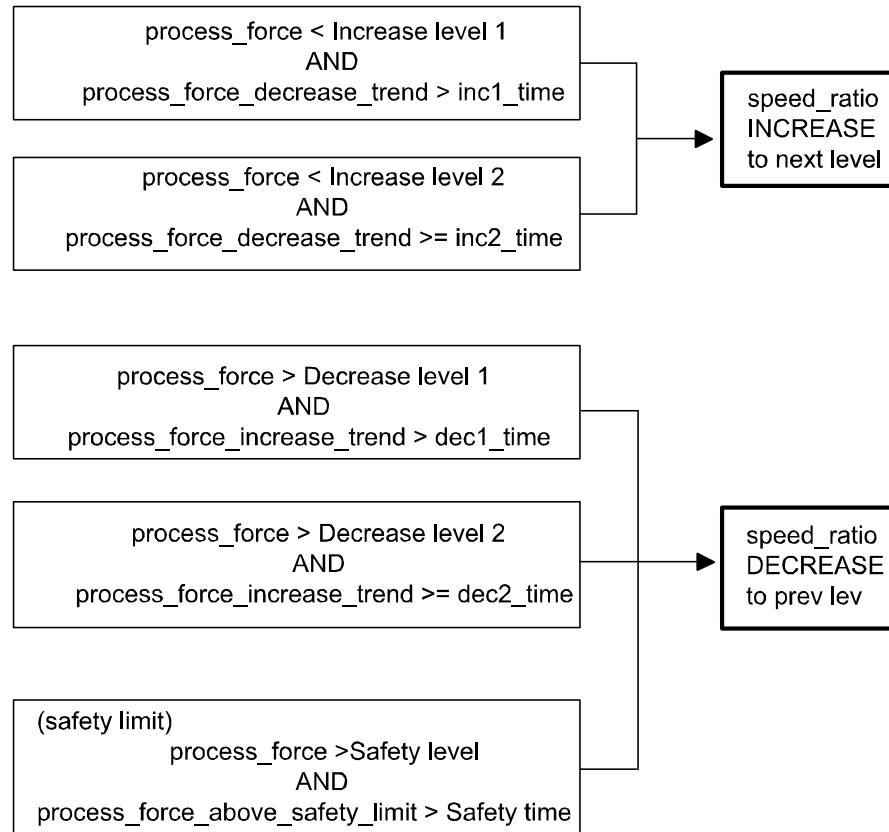 process_force < Increase level 1
AND
process_force_decrease_trend > inc1_time
speed_ratio
INCREASE
to next level
process_force < Increase level 2
AND
process_force_decrease_trend >= inc2_time
process_force > Decrease level 1
AND
process_force_increase_trend > dec1_time
process_force > Decrease level 2
AND
process_force_increase_trend >= dec2_time
speed_ratio
DECREASE
to prev lev
(safety limit)
process_force >Safety level
AND
process_force_above_safety_limit > Safety time